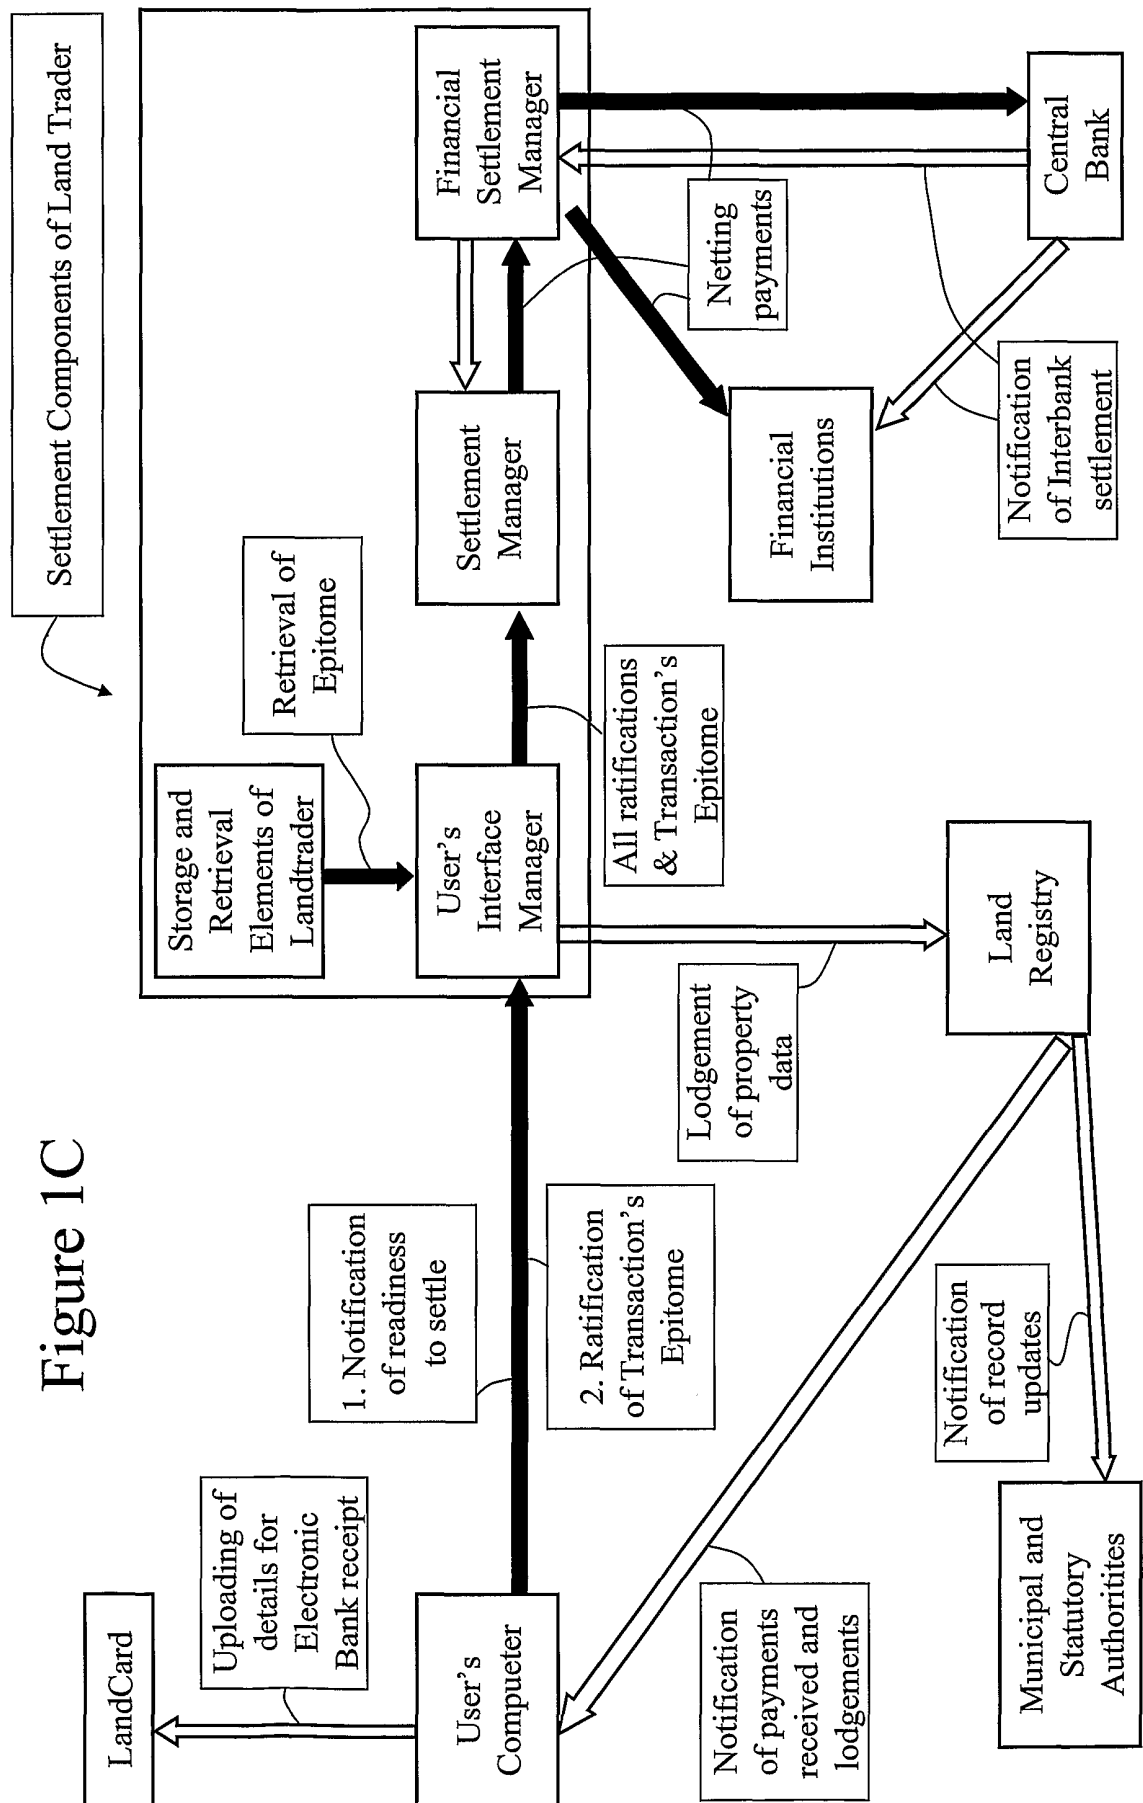 Figure 1C
Settlement Components of Land Trader
LandCard
Uploading of
details for
Electronic
Bank receipt
User's
Compueter
1. Notification
of readiness
to settle
2. Ratification
of Transaction's
Epitome
Storage and
Retrieval
Elements of
Landtrader
Retrieval of
Epitome
User's
Interface
Manager
All ratifications
& Transaction's
Epitome
Settlement
Manager
Financial
Settlement
Manager
Netting
payments
Financial
Institutions
Central
Bank
Notification
of Interbank
settlement
Lodgement
of property
data
Land
Registry
Notification
of payments
received and
lodgements
Notification
of record
updates
Municipal and
Statutory
Authoritites